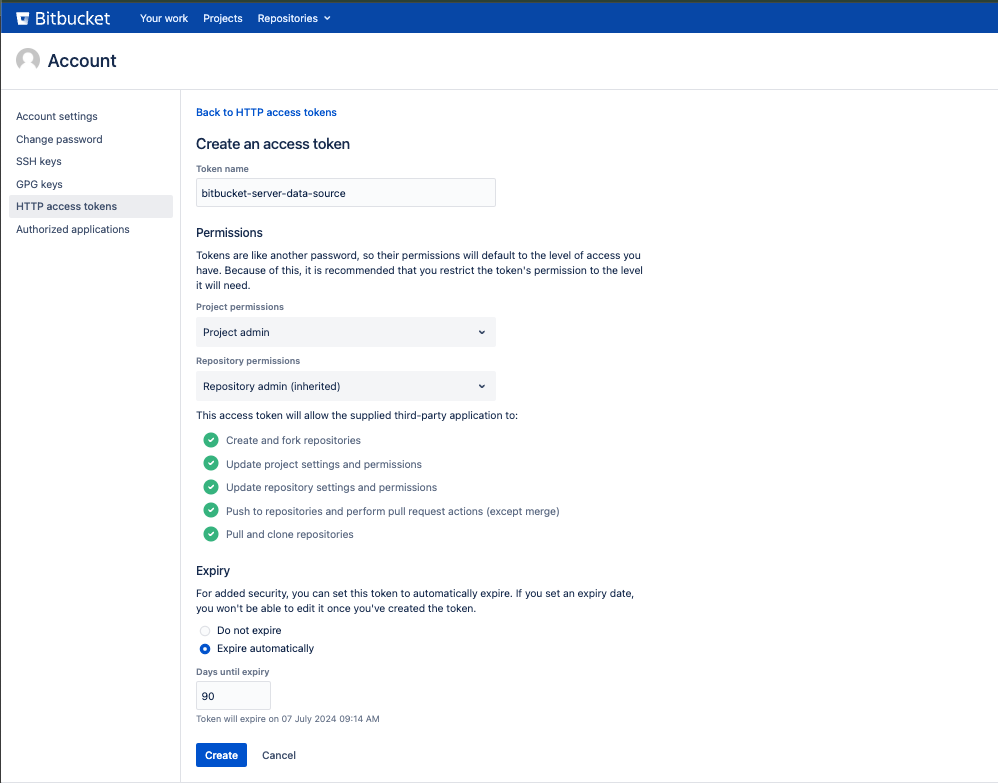 Bitbucket Your work Projects Repositories
Account
Account settings
Change password
SSH keys
GPG keys
HTTP access tokens
Authorized applications
Back to HTTP access tokens
Create an access token
Token name
bitbucket-server-data-source
Permissions
Tokens are like another password, so their permissions will default to the level of access you
have. Because of this, it is recommended that you restrict the token's permission to the level
it will need.
Project permissions
Project admin
Repository permissions
Repository admin (inherited)
This access token will allow the supplied third-party application to:
Create and fork repositories
Update project settings and permissions
Update repository settings and permissions
Push to repositories and perform pull request actions (except merge)
Pull and clone repositories
Expiry
For added security, you can set this token to automatically expire. If you set an expiry date,
you won't be able to edit it once you've created the token.
Do not expire
Expire automatically
Days until expiry
90
Token will expire on 07 July 2024 09:14 AM
Create Cancel